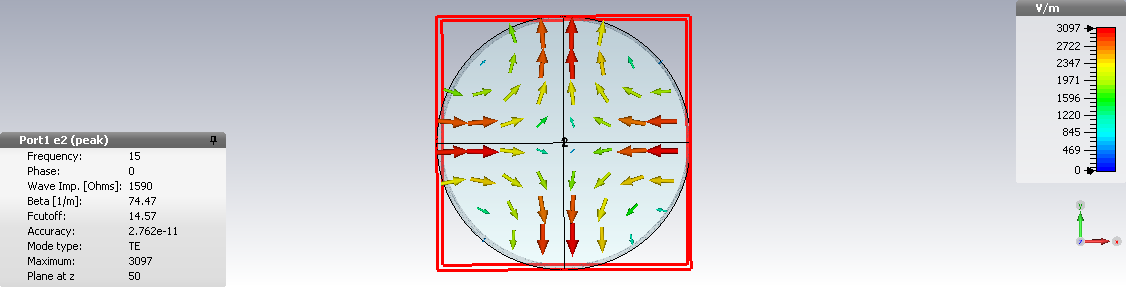 V/m
3097
2722
2347
1971
1596
1220
845
469
0
2
Port1 e2 (peak)
Frequency: 15
Phase: 0
Wave Imp. [Ohms]: 1590
Beta [1/m]: 74.47
Fcutoff: 14.57
Accuracy: 2.762e-11
Mode type: TE
Maximum: 3097
Plane at z 50
y
z x